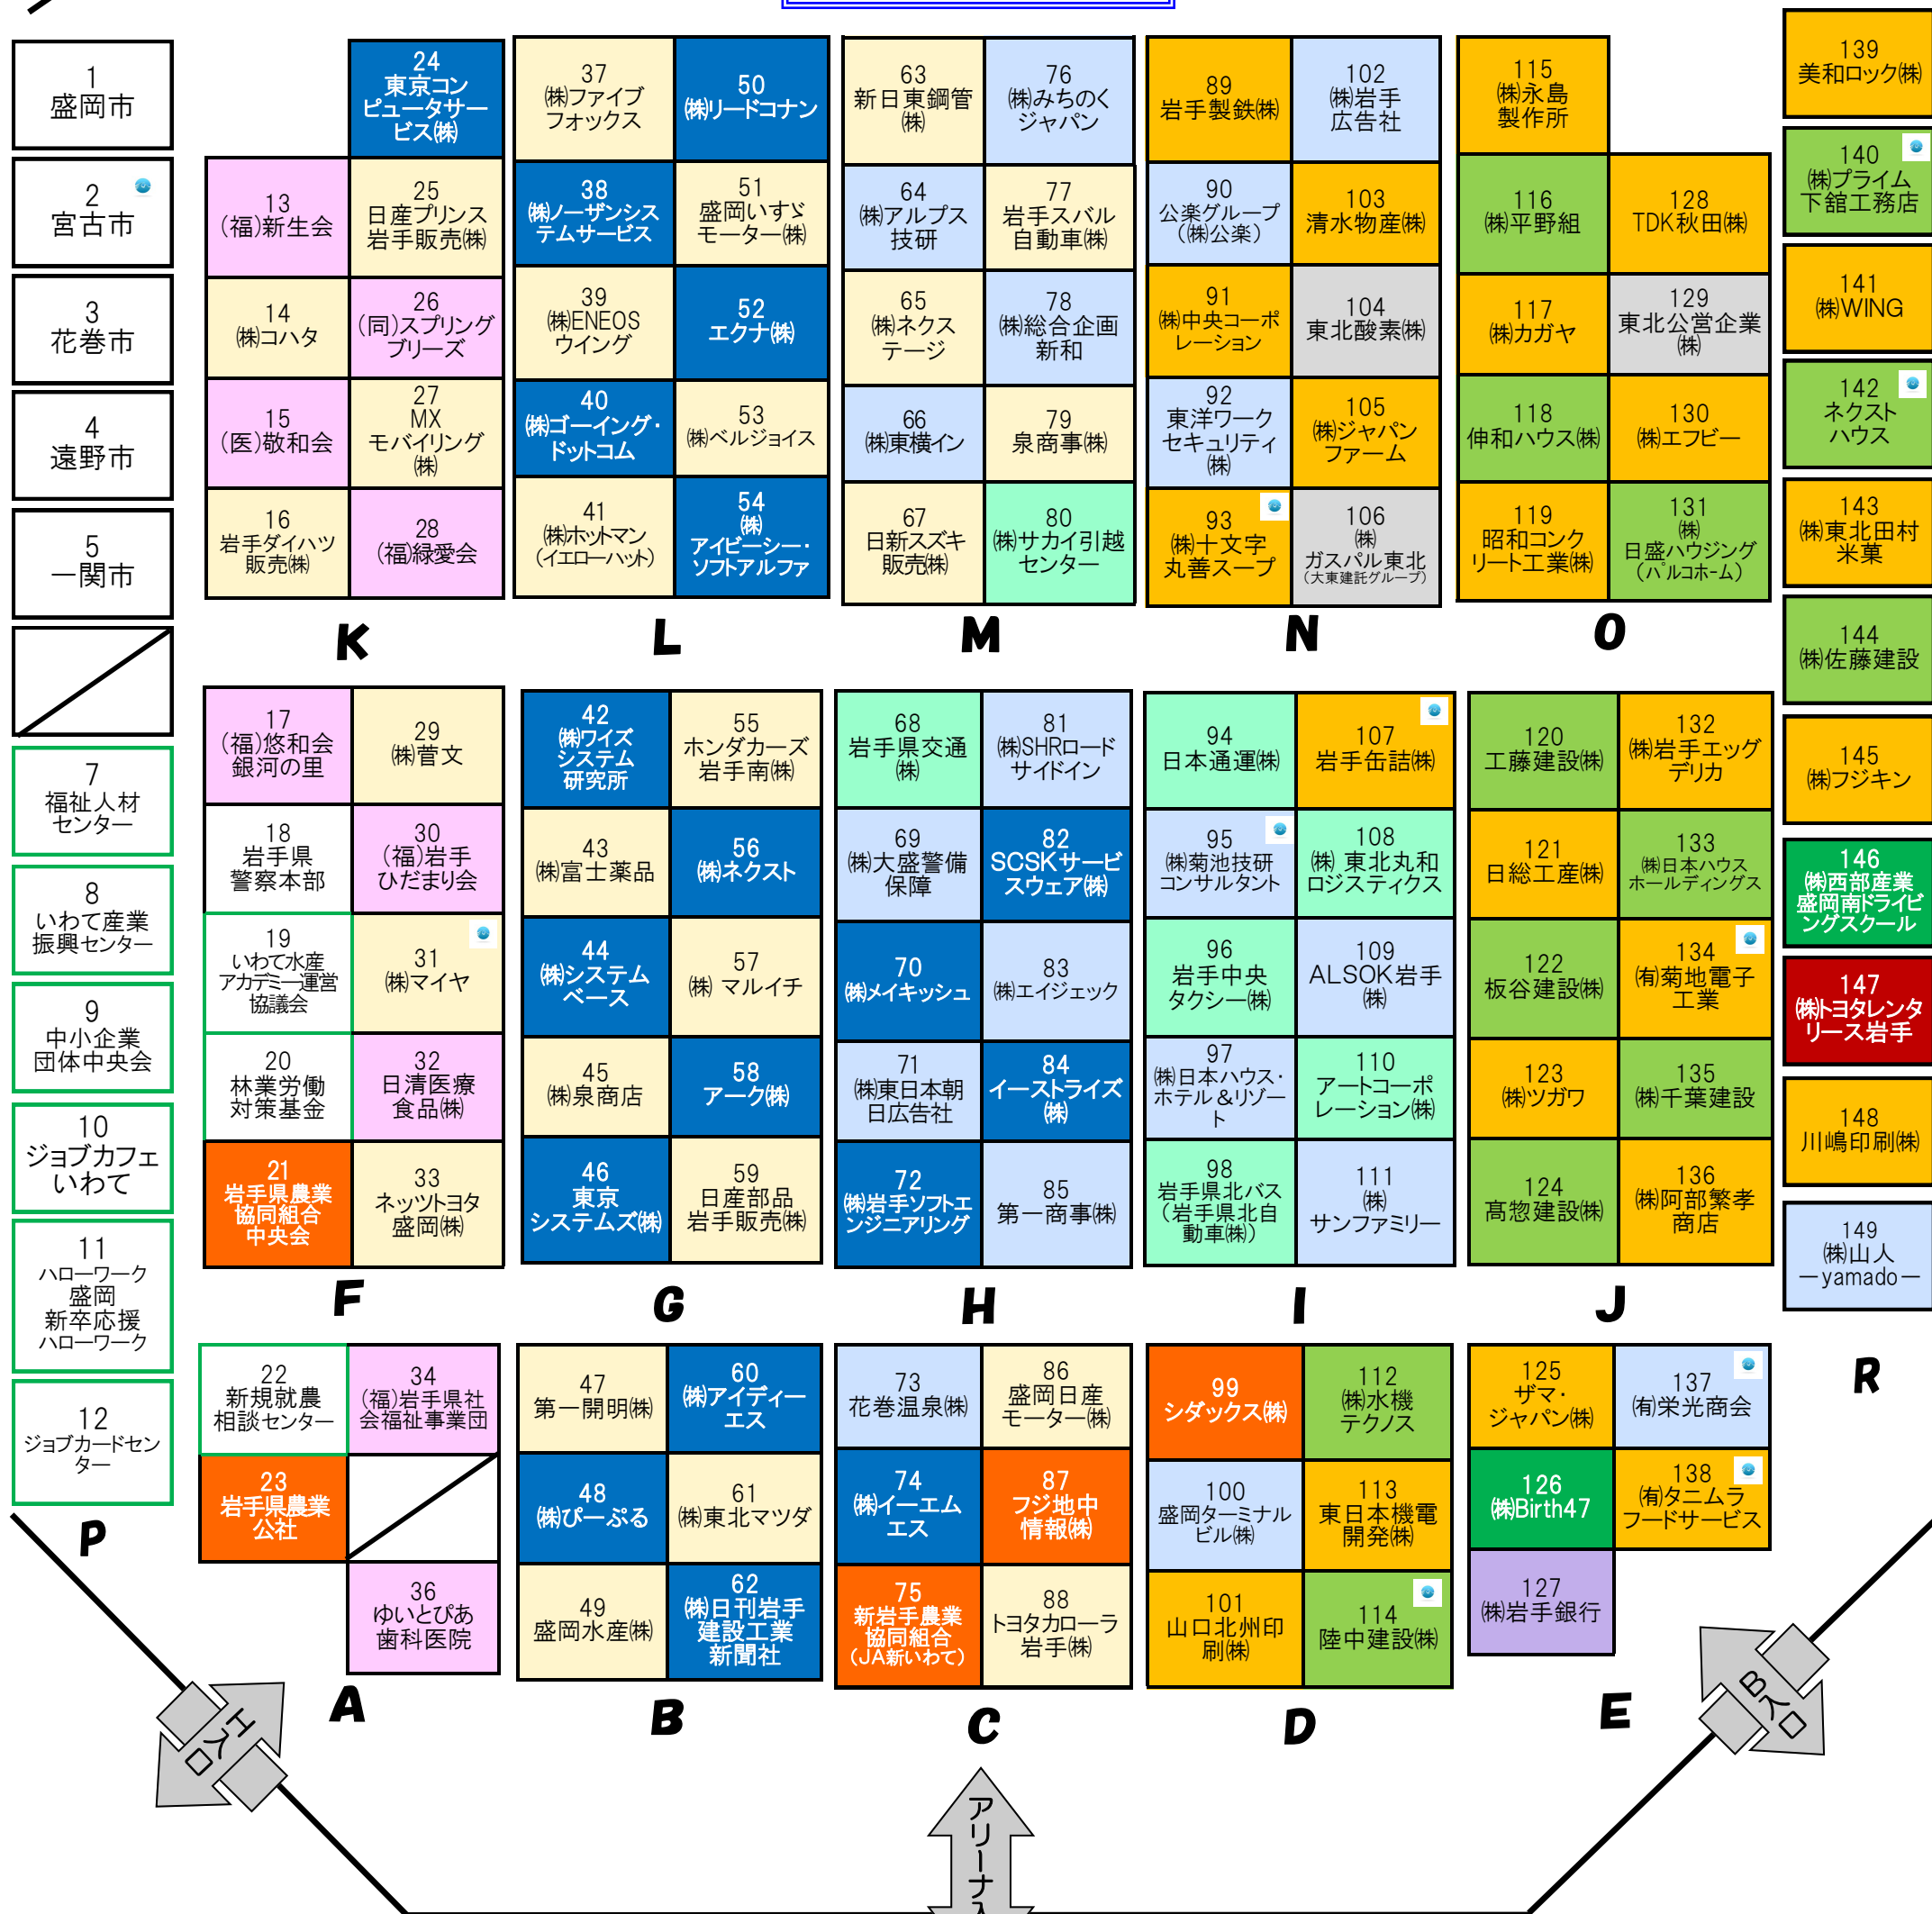 1
盛岡市
2
宮古市
3
花巻市
4
遠野市
5
一関市
7
福祉人材
センター
8
いわて産業
振興センター
9
中小企業
団体中央会
10
ジョブカフェ
いわて
11
ハローワーク
盛岡
新卒応援
ハローワーク
12
ジョブカードセン
ター
P
24
東京コン
ピュータサー
ビス㈱
13
(福)新生会
25
日産プリンス
岩手販売㈱
14
㈱コハタ
26
(同)スプリング
ブリーズ
15
(医)敬和会
27
MX
モバイリング
㈱
16
岩手ダイハツ
販売㈱
28
(福)緑愛会
K
37
㈱ファイブ
フォックス
50
㈱リードコナン
38
㈱ノーザンシス
テムサービス
51
盛岡いすゞ
モーター㈱
39
㈱ENEOS
ウイング
52
エクナ㈱
40
㈱ゴーイング・
ドットコム
53
㈱ベルジョイス
41
㈱ホットマン
(イエローハット)
54
㈱
アイビーシー・
ソフトアルファ
L
63
新日東鋼管
㈱
76
㈱みちのく
ジャパン
64
㈱アルプス
技研
77
岩手スバル
自動車㈱
65
㈱ネクス
テージ
78
㈱総合企画
新和
66
㈱東横イン
79
泉商事㈱
67
日新スズキ
販売㈱
80
㈱サカイ引越
センター
M
89
岩手製鉄㈱
102
㈱岩手
広告社
90
公楽グループ
(㈱公楽)
103
清水物産㈱
91
㈱中央コーポ
レーション
104
東北酸素㈱
92
東洋ワーク
セキュリティ
㈱
105
㈱ジャパン
ファーム
93
㈱十文字
丸善スープ
106
㈱
ガスパル東北
(大東建託グループ)
N
115
㈱永島
製作所
116
㈱平野組
128
TDK秋田㈱
117
㈱カガヤ
129
東北公営企業
㈱
118
伸和ハウス㈱
130
㈱エフビー
119
昭和コンク
リート工業㈱
131
㈱
日盛ハウジング
(パルコホーム)
O
139
美和ロック㈱
140
㈱プライム
下舘工務店
141
㈱WING
142
ネクスト
ハウス
143
㈱東北田村
米菓
144
㈱佐藤建設
145
㈱フジキン
146
㈱西部産業
盛岡南ドライビ
ングスクール
147
㈱トヨタレンタ
リース岩手
148
川嶋印刷㈱
149
㈱山人
－yamado－
R
17
(福)悠和会
銀河の里
29
㈱菅文
18
岩手県
警察本部
30
(福)岩手
ひだまり会
19
いわて水産
アカデミー運営
協議会
31
㈱マイヤ
20
林業労働
対策基金
32
日清医療
食品㈱
21
岩手県農業
協同組合
中央会
33
ネッツトヨタ
盛岡㈱
F
42
㈱ワイズ
システム
研究所
55
ホンダカーズ
岩手南㈱
43
㈱富士薬品
56
㈱ネクスト
44
㈱システム
ベース
57
㈱ マルイチ
45
㈱泉商店
58
アーク㈱
46
東京
システムズ㈱
59
日産部品
岩手販売㈱
G
68
岩手県交通
㈱
81
㈱SHRロード
サイドイン
69
㈱大盛警備
保障
82
SCSKサービ
スウェア㈱
70
㈱メイキッシュ
83
㈱エイジェック
71
㈱東日本朝
日広告社
84
イーストライズ
㈱
72
㈱岩手ソフトエ
ンジニアリング
85
第一商事㈱
H
94
日本通運㈱
107
岩手缶詰㈱
95
㈱菊池技研
コンサルタント
108
㈱ 東北丸和
ロジスティクス
96
岩手中央
タクシー㈱
109
ALSOK岩手
㈱
97
㈱日本ハウス・
ホテル＆リゾー
ト
110
アートコーポ
レーション㈱
98
岩手県北バス
(岩手県北自
動車㈱)
111
㈱
サンファミリー
I
120
工藤建設㈱
132
㈱岩手エッグ
デリカ
121
日総工産㈱
133
㈱日本ハウス
ホールディングス
122
板谷建設㈱
134
㈲菊地電子
工業
123
㈱ツガワ
135
㈱千葉建設
124
髙惣建設㈱
136
㈱阿部繁孝
商店
J
22
新規就農
相談センター
34
(福)岩手県社
会福祉事業団
23
岩手県農業
公社
36
ゆいとぴあ
歯科医院
A
47
第一開明㈱
60
㈱アイディー
エス
48
㈱ぴーぷる
61
㈱東北マツダ
49
盛岡水産㈱
62
㈱日刊岩手
建設工業
新聞社
B
73
花巻温泉㈱
86
盛岡日産
モーター㈱
74
㈱イーエム
エス
87
フジ地中
情報㈱
75
新岩手農業
協同組合
(JA新いわて)
88
トヨタカローラ
岩手㈱
C
99
シダックス㈱
112
㈱水機
テクノス
100
盛岡ターミナル
ビル㈱
113
東日本機電
開発㈱
101
山口北州印
刷㈱
114
陸中建設㈱
D
125
ザマ・
ジャパン㈱
137
㈲栄光商会
126
㈱Birth47
138
㈲タニムラ
フードサービス
127
㈱岩手銀行
E
H入口
B入口
アリーナ入